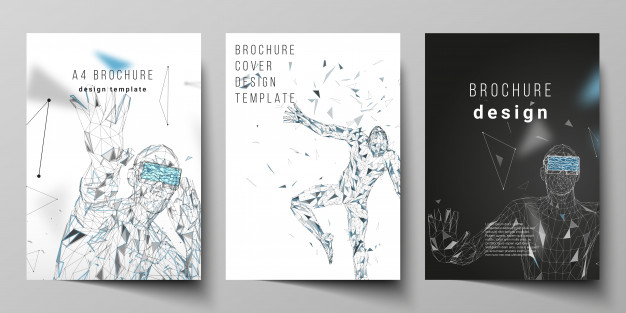 A4 BROCHURE
design template
BROCHURE
COVER
DESIGN
TEMPLATE
BROCHURE
design